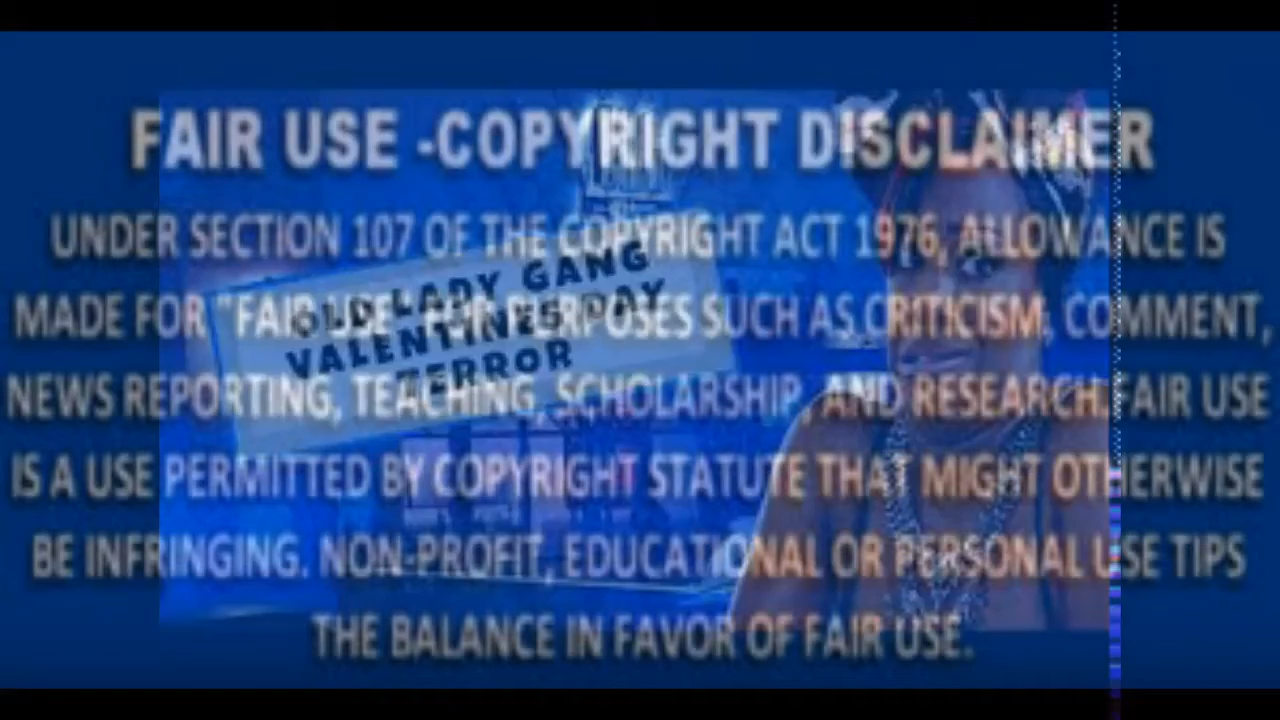 FAIR USE -COPYRIGHT DISCLAIMER
UNDER SECTION 107 OF THE COPYRIGHT ACT 1976, ALLOWANCE IS
MADE FOR "FAIR USE" FOR PURPOSES SUCH AS CRITICISM, COMMENT,
NEWS REPORTING, TEACHING, SCHOLARSHIP, AND RESEARCH. FAIR USE
IS A USE PERMITTED BY COPYRIGHT STATUTE THAT MIGHT OTHERWISE
BE INFRINGING. NON-PROFIT, EDUCATIONAL OR PERSONAL USE TIPS
THE BALANCE IN FAVOR OF FAIR USE.
OLD LADY GANG
VALENTINES DAY
TERROR